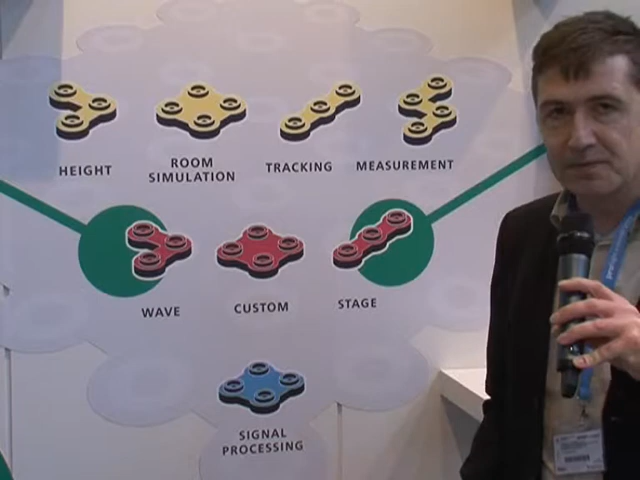 HEIGHT
ROOM
SIMULATION
TRACKING
MEASUREMENT
WAVE
CUSTOM
STAGE
SIGNAL
PROCESSING